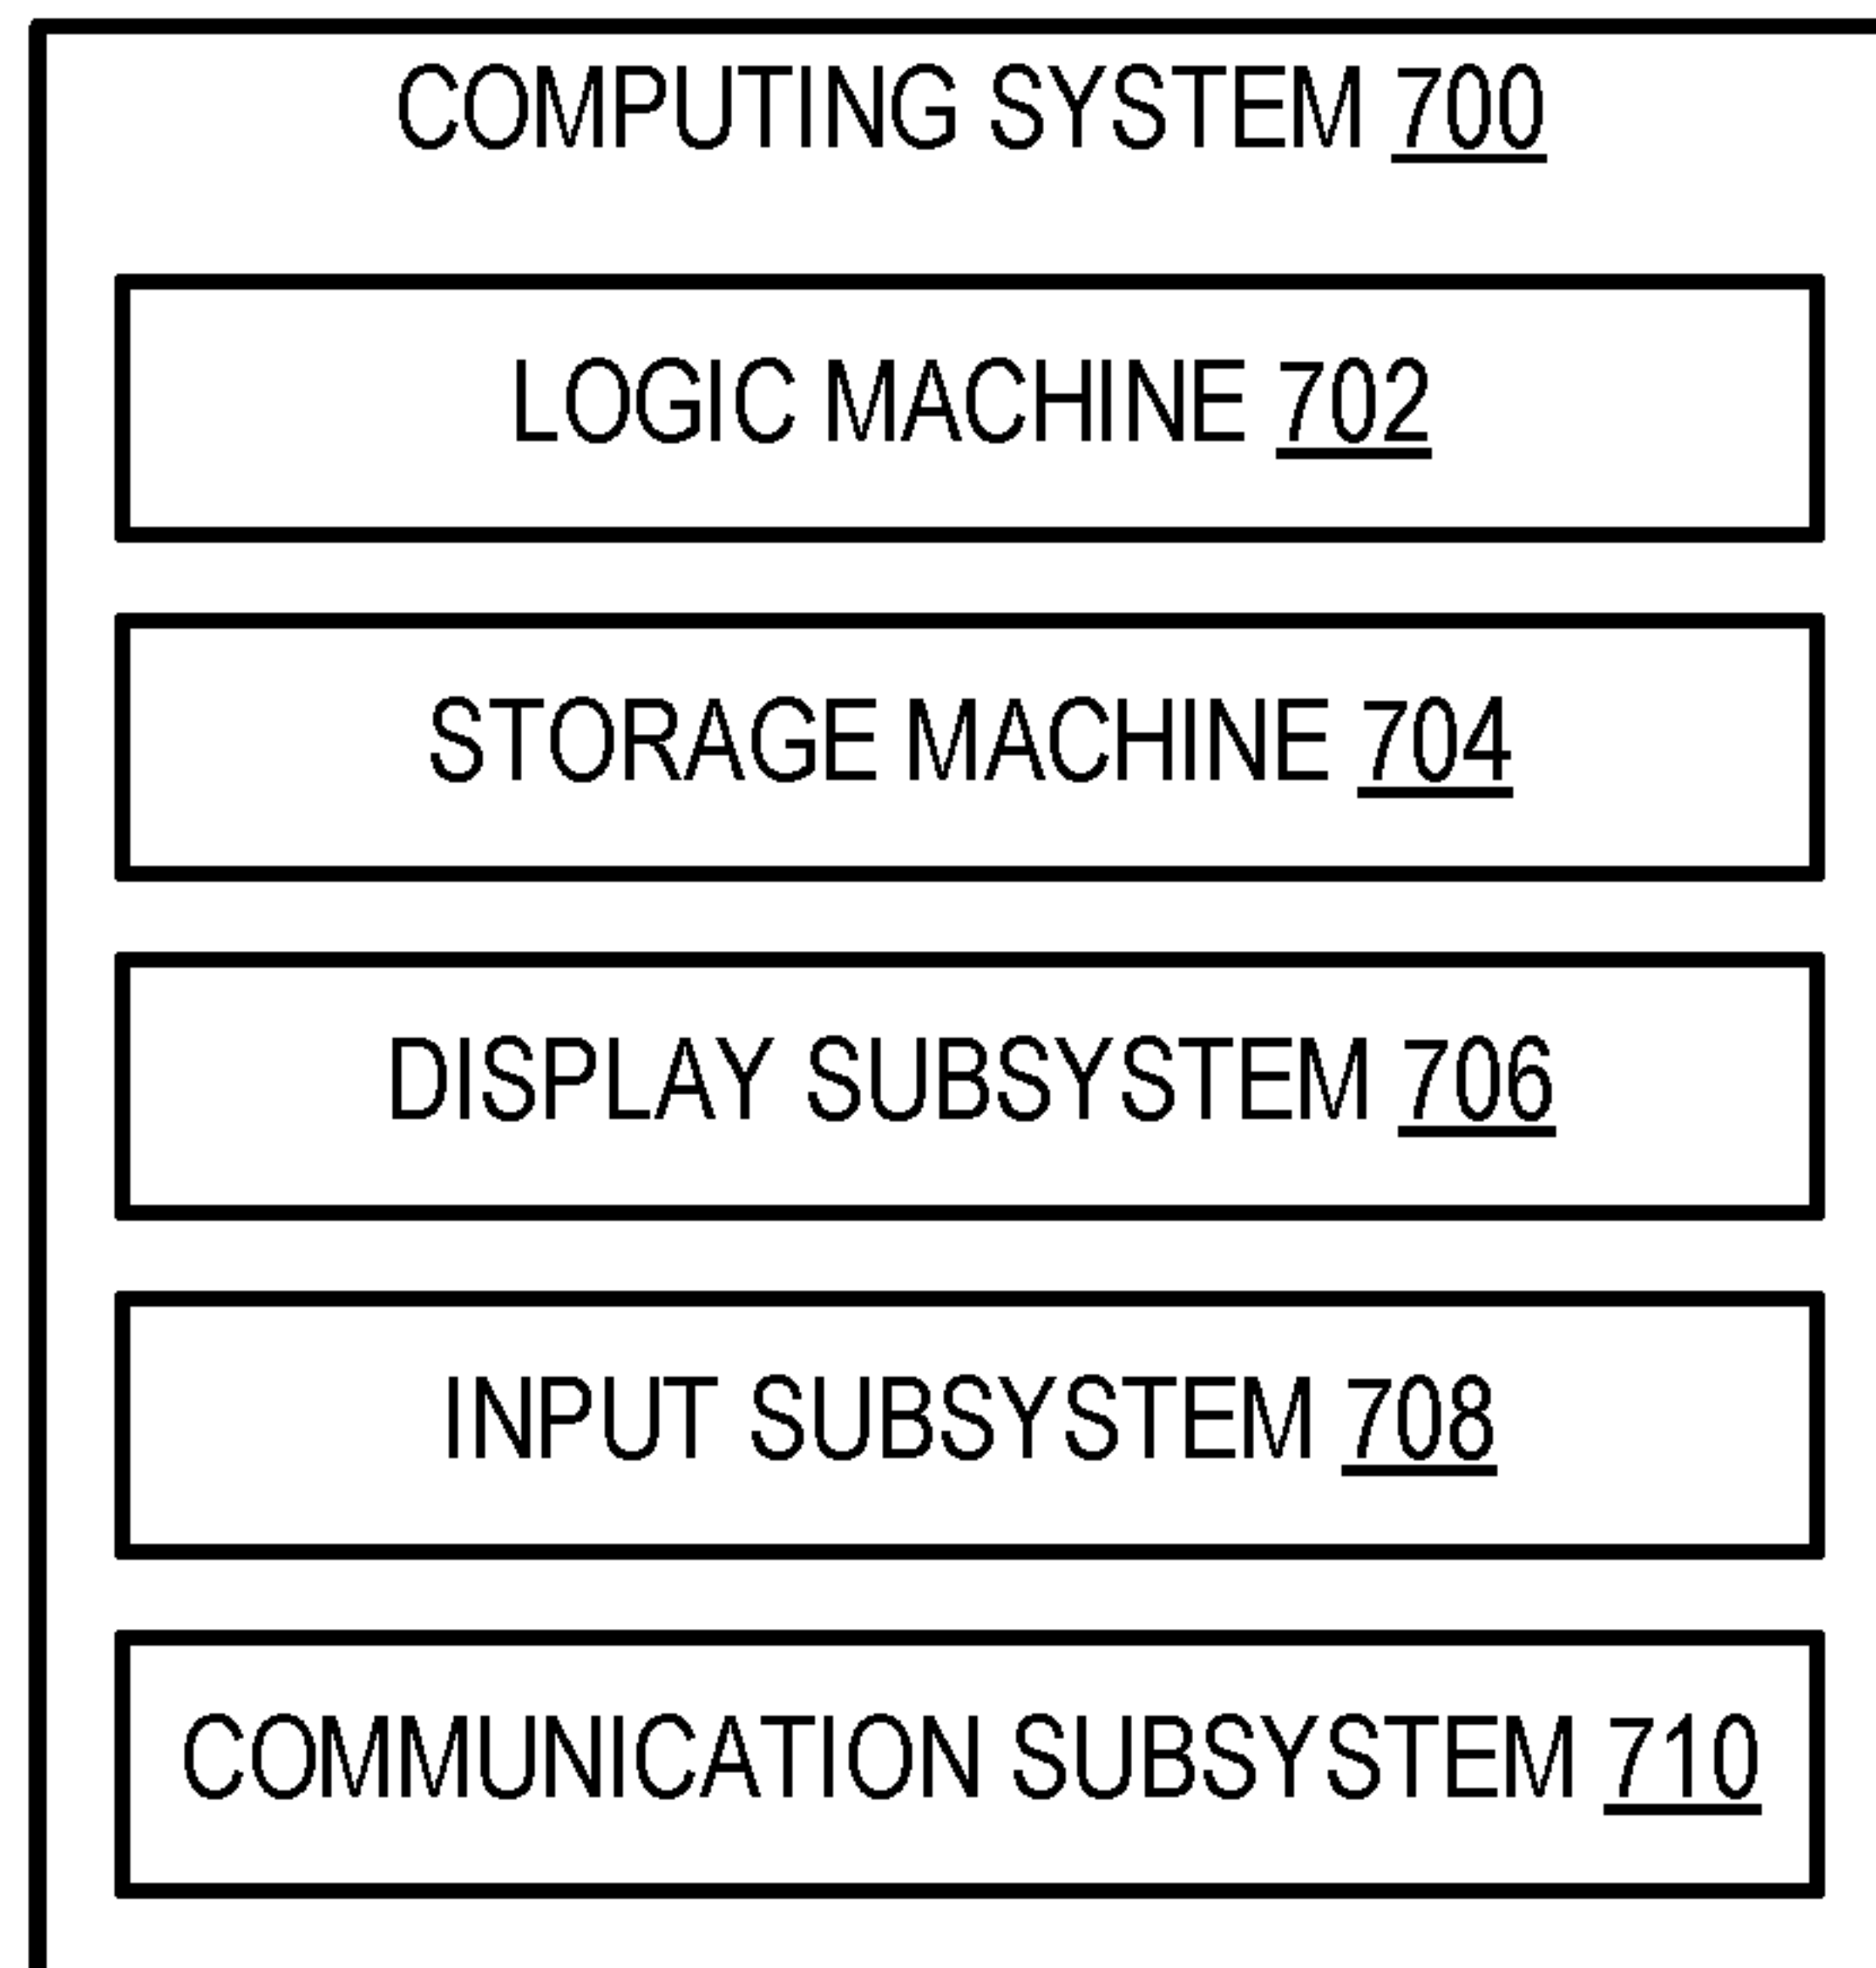 COMPUTING SYSTEM 700
LOGIC MACHINE 702
STORAGE MACHINE 704
DISPLAY SUBSYSTEM 706
INPUT SUBSYSTEM 708
COMMUNICATION SUBSYSTEM 710